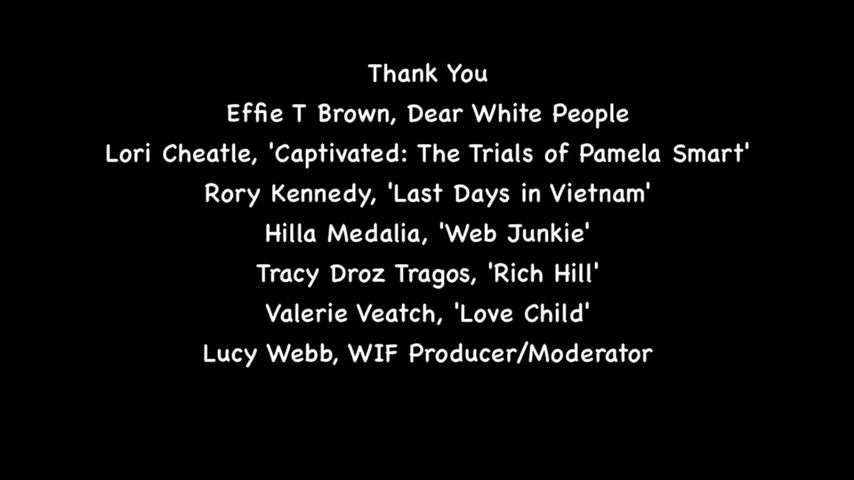 Thank You
Effie T Brown, Dear White People
Lori Cheatle, 'Captivated: The Trials of Pamela Smart'
Rory Kennedy, 'Last Days in Vietnam'
Hilla Medalia, 'Web Junkie'
Tracy Droz Tragos, 'Rich Hill'
Valerie Veatch, 'Love Child'
Lucy Webb, WIF Producer/Moderator